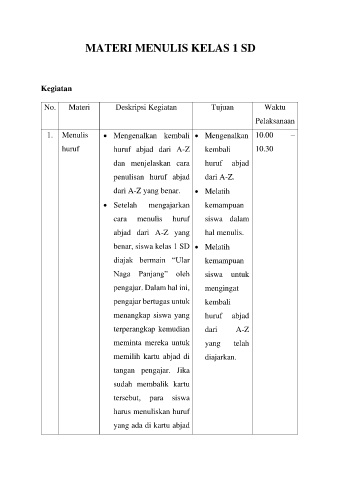 MATERI MENULIS KELAS 1 SD
Kegiatan
No. Materi Deskripsi Kegiatan Tujuan Waktu
Pelaksanaan
1. Menulis
huruf
• Mengenalkan kembali
huruf abjad dari A-Z
dan menjelaskan cara
penulisan huruf abjad
dari A-Z yang benar.
• Setelah mengajarkan
cara menulis huruf
abjad dari A-Z yang
benar, siswa kelas 1 SD
diajak bermain “Ular
Naga Panjang” oleh
pengajar. Dalam hal ini,
pengajar bertugas untuk
menangkap siswa yang
terperangkap kemudian
meminta mereka untuk
memilih kartu abjad di
tangan pengajar. Jika
sudah membalik kartu
tersebut, para siswa
harus menuliskan huruf
yang ada di kartu abjad
• Mengenalkan
kembali
huruf abjad
dari A-Z.
• Melatih
kemampuan
siswa dalam
hal menulis.
• Melatih
kemampuan
siswa untuk
mengingat
kembali
huruf abjad
dari A-Z
yang telah
diajarkan.
10.00 –
10.30